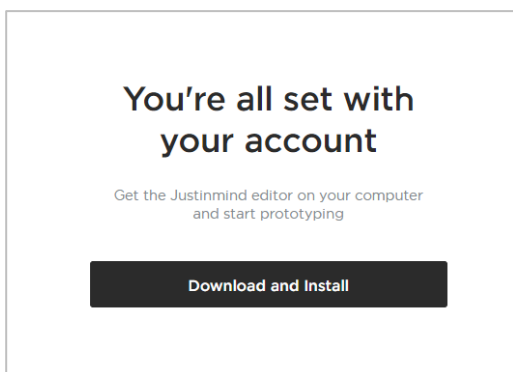 You're all set with
your account
Get the Justinmind editor on your computer
and start prototyping
Download and Install